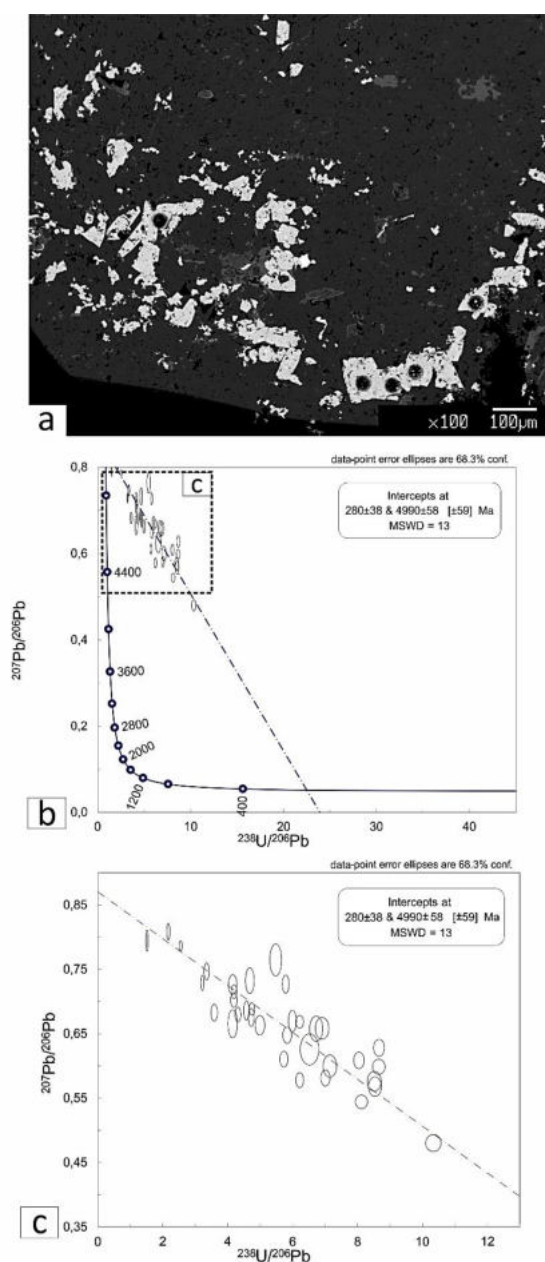 a
×100 100µm
data-point error ellipses are 68.3% conf.
0,8
c
Intercepts at
280±38 & 4990±58 [±59] Ma
MSWD = 13
0,6
4400
207Pb/206Pb
0,4
3600
2800
0,2
2000
1200
400
0,0
0 10 20 30 40
b
238U/206Pb
data-point error ellipses are 68.3% conf.
0,85
Intercepts at
280±38 & 4990±58 [±59] Ma
MSWD = 13
0,75
0,65
207Pb/206Pb
0,55
0,45
0,35
0 2 4 6 8 10 12
c
238U/206Pb